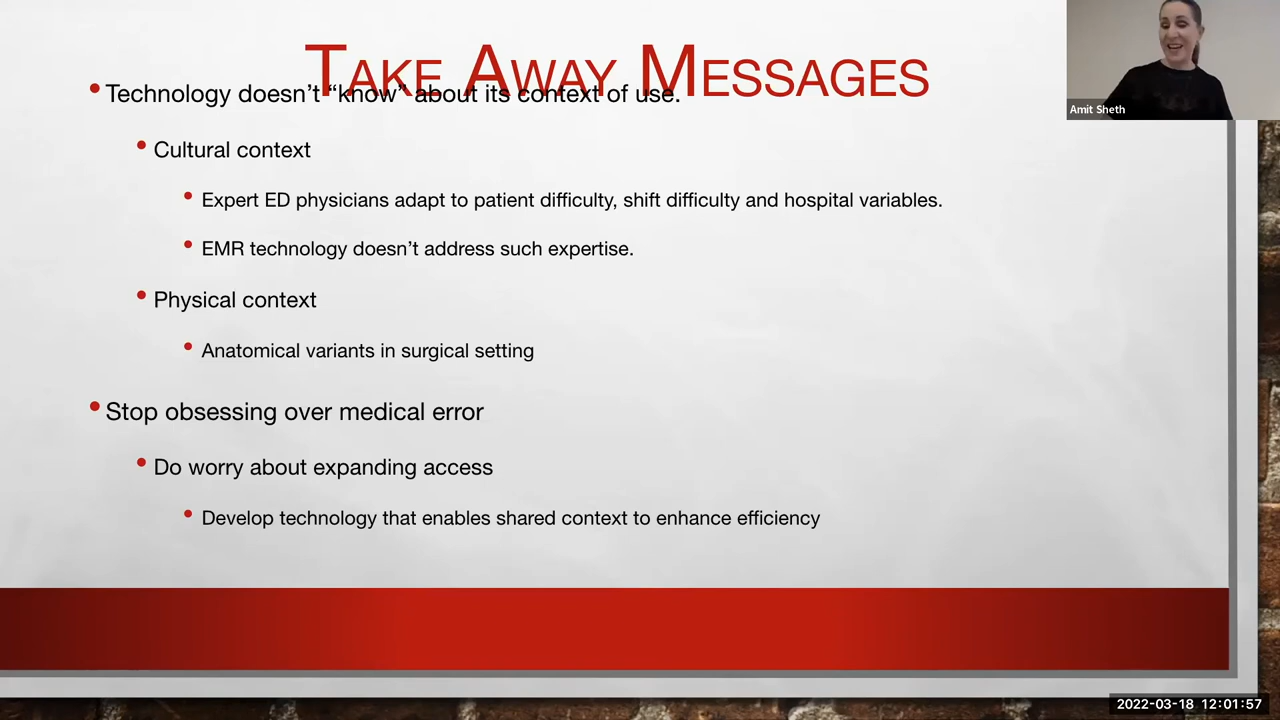 TAKE AWAY MESSAGES
• Technology doesn’t “know” about its context of use.
• Cultural context
• Expert ED physicians adapt to patient difficulty, shift difficulty and hospital variables.
• EMR technology doesn’t address such expertise.
• Physical context
• Anatomical variants in surgical setting
• Stop obsessing over medical error
• Do worry about expanding access
• Develop technology that enables shared context to enhance efficiency
Amit Sheth
2022-03-18 12:01:57